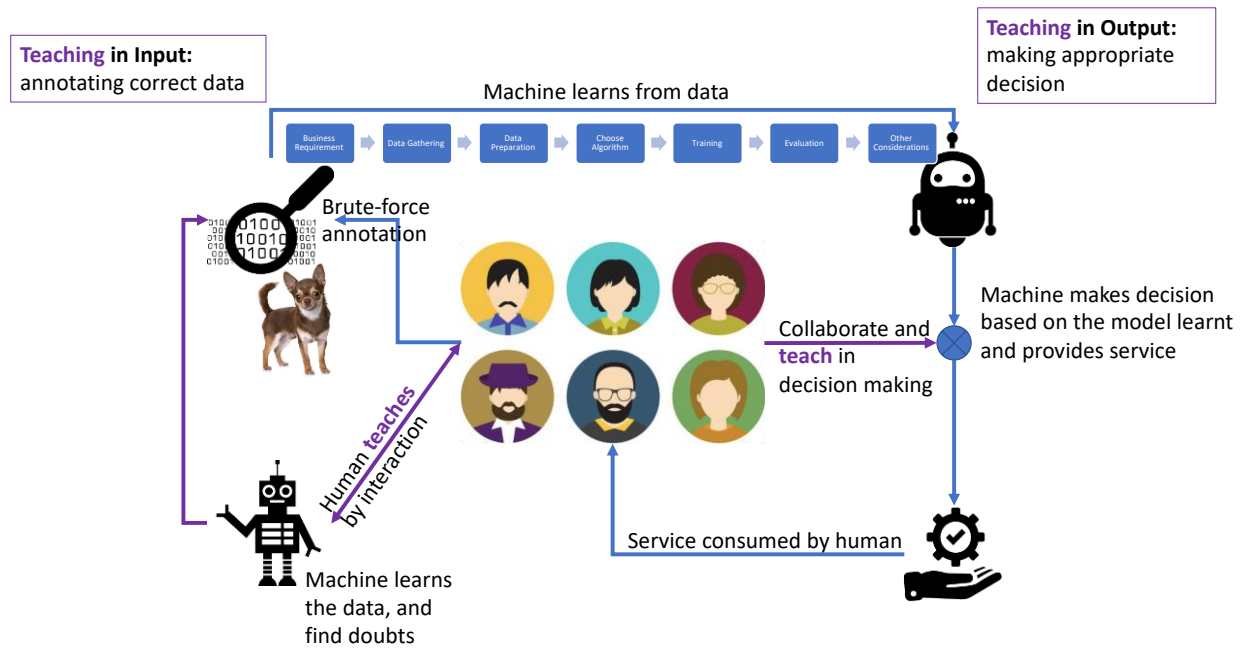 Teaching in Input:
annotating correct data
Teaching in Output:
making appropriate
decision
Machine learns from data
Business
Requirement
Data Gathering
Data
Preparation
Choose
Algorithm
Training
Evaluation
Other
Considerations
Brute-force
annotation
010010
10010
01001
Machine makes decision
based on the model learnt
and provides service
Collaborate and
teach in
decision making
Human teaches
by interaction
Service consumed by human
Machine learns
the data, and
find doubts